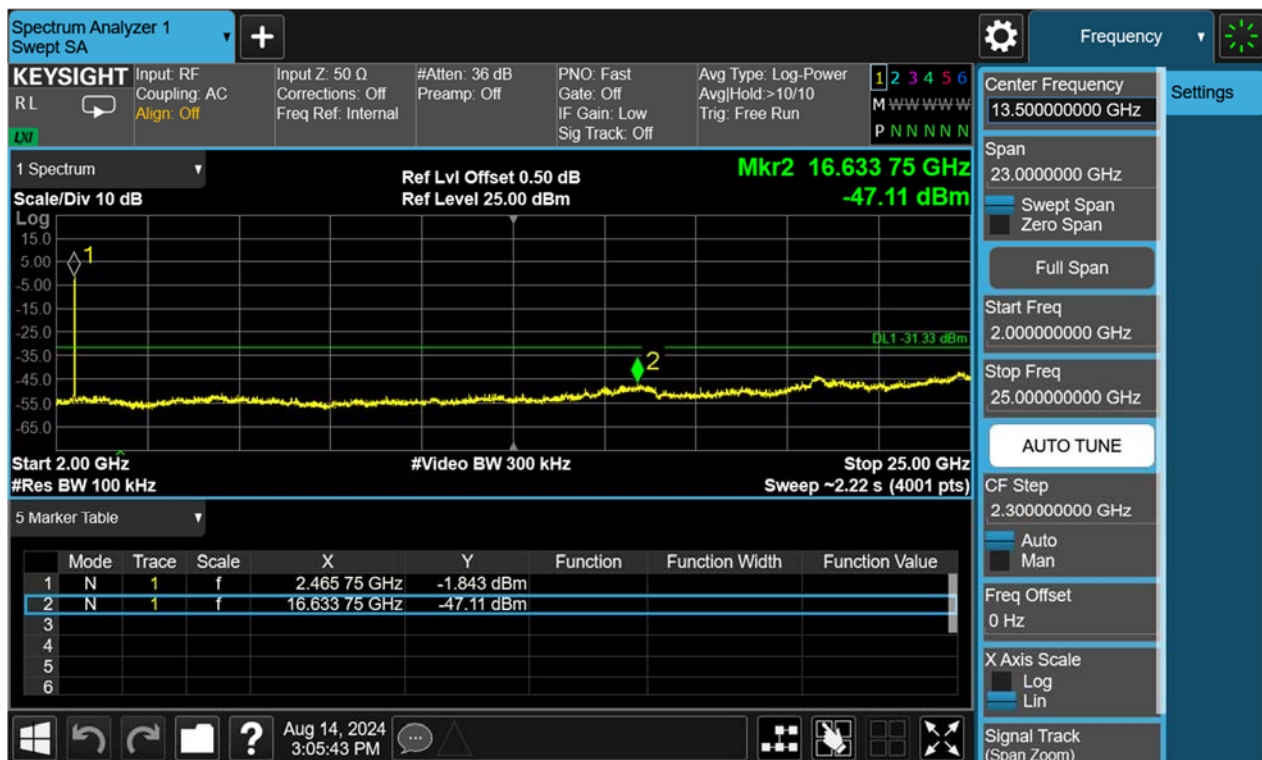 Spectrum Analyzer 1
Swept SA
Frequency
KEYSIGHT
R L
LXI
Input: RF
Coupling: AC
Align: Off
Input Z: 50 Ω
Corrections: Off
Freq Ref: Internal
#Atten: 36 dB
Preamp: Off
PNO: Fast
Gate: Off
IF Gain: Low
Sig Track: Off
Avg Type: Log-Power
Avg|Hold:>10/10
Trig: Free Run
1 2 3 4 5 6
M W W W W W
P N N N N N
1 Spectrum
Scale/Div 10 dB
Ref Lvl Offset 0.50 dB
Ref Level 25.00 dBm
Mkr2 16.633 75 GHz
-47.11 dBm
Log
15.0
5.00
-5.00
-15.0
-25.0
-35.0
-45.0
-55.0
-65.0
1
2
DL1 -31.33 dBm
Start 2.00 GHz
#Video BW 300 kHz
Stop 25.00 GHz
#Res BW 100 kHz
Sweep ~2.22 s (4001 pts)
5 Marker Table
Mode Trace Scale X Y Function Function Width Function Value
1 N 1 f 2.465 75 GHz -1.843 dBm
2 N 1 f 16.633 75 GHz -47.11 dBm
3
4
5
6
?
Aug 14, 2024
3:05:43 PM
Center Frequency
13.500000000 GHz
Settings
Span
23.0000000 GHz
Swept Span
Zero Span
Full Span
Start Freq
2.000000000 GHz
Stop Freq
25.000000000 GHz
AUTO TUNE
CF Step
2.300000000 GHz
Auto
Man
Freq Offset
0 Hz
X Axis Scale
Log
Lin
Signal Track
(Span Zoom)